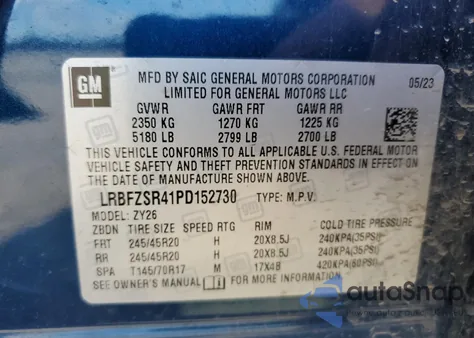 GM
MFD BY SAIC GENERAL MOTORS CORPORATION
LIMITED FOR GENERAL MOTORS LLC
05/23
GVWR GAWR FRT GAWR RR
2350 KG 1270 KG 1225 KG
5180 LB 2799 LB 2700 LB
THIS VEHICLE CONFORMS TO ALL APPLICABLE U.S. FEDERAL MOTOR
VEHICLE SAFETY AND THEFT PREVENTION STANDARDS IN EFFECT ON
THE DATE OF MANUFACTURE SHOWN ABOVE.
LRBFZSR41PD152730 TYPE: M.P.V.
MODEL: ZY26
ZBDN TIRE SIZE SPEED RTG RIM COLD TIRE PRESSURE
FRT 245/45R20 H 20X8.5J 240KPA(35PSI)
RR 245/45R20 H 20X8.5J 240KPA(35PSI)
SPA T145/70R17 M 17X4B 420KPA(60PSI)
SEE OWNER'S MANUAL FOR MORE INFORMATION.
autoSnap